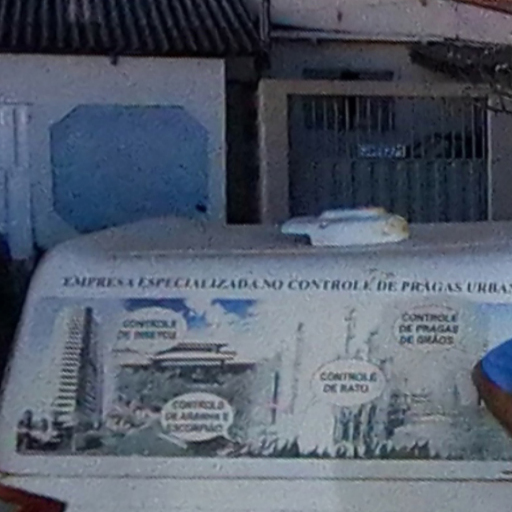 EMPRESA ESPECIALIZADA NO CONTROLE DE PRAGAS URBA
CONTROLE
DE INSETOS
CONTROLE
DE ARANHA E
ESCORPIÃO
CONTROLE
DE RATO
CONTROLE
DE PRAGAS
DE GRÃOS